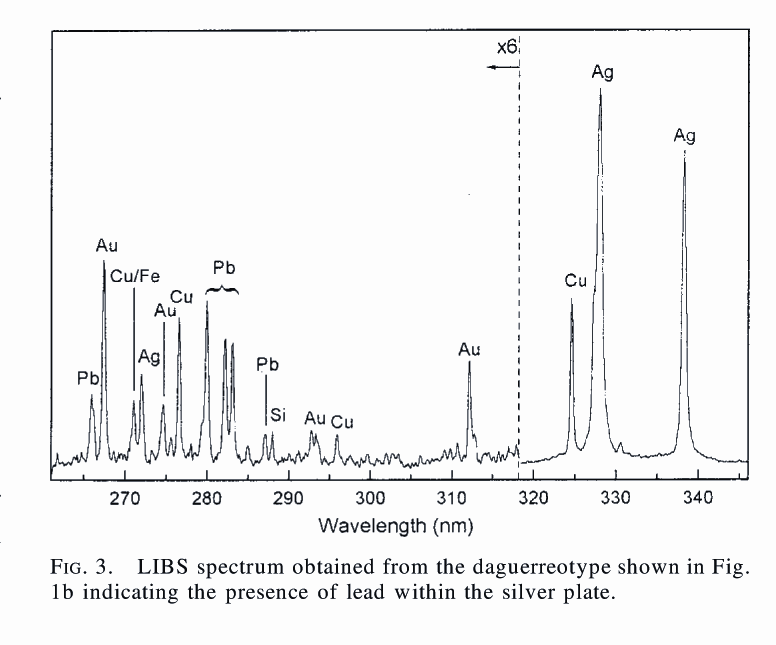 x6
Ag
Ag
Au
Cu/Fe
Pb
Cu
Au
Cu
Ag
Pb
Au
Pb
Si
Au
Cu
270 280 290 300 310 320 330 340
Wavelength (nm)
FIG. 3. LIBS spectrum obtained from the daguerreotype shown in Fig.
1b indicating the presence of lead within the silver plate.